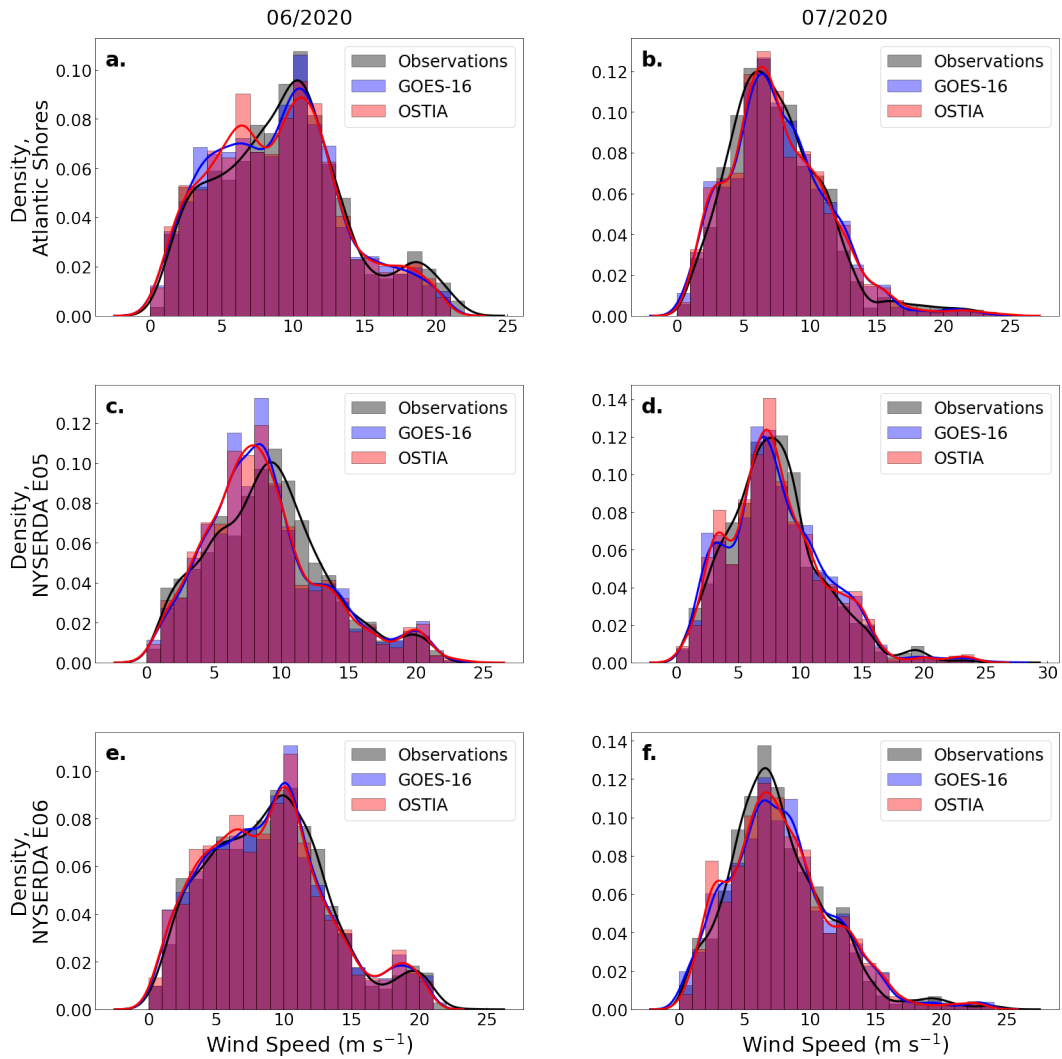 06/2020
07/2020
a.
Observations
GOES-16
OSTIA
Density,
Atlantic Shores
0.00
0.02
0.04
0.06
0.08
0.10
0 5 10 15 20 25
b.
Observations
GOES-16
OSTIA
0.00
0.02
0.04
0.06
0.08
0.10
0.12
0 5 10 15 20 25
c.
Observations
GOES-16
OSTIA
Density,
NYSERDA E05
0.00
0.02
0.04
0.06
0.08
0.10
0.12
0 5 10 15 20 25
d.
Observations
GOES-16
OSTIA
0.00
0.02
0.04
0.06
0.08
0.10
0.12
0.14
0 5 10 15 20 25 30
e.
Observations
GOES-16
OSTIA
Density,
NYSERDA E06
0.00
0.02
0.04
0.06
0.08
0.10
0 5 10 15 20 25
Wind Speed (m s⁻¹)
f.
Observations
GOES-16
OSTIA
0.00
0.02
0.04
0.06
0.08
0.10
0.12
0.14
0 5 10 15 20 25
Wind Speed (m s⁻¹)